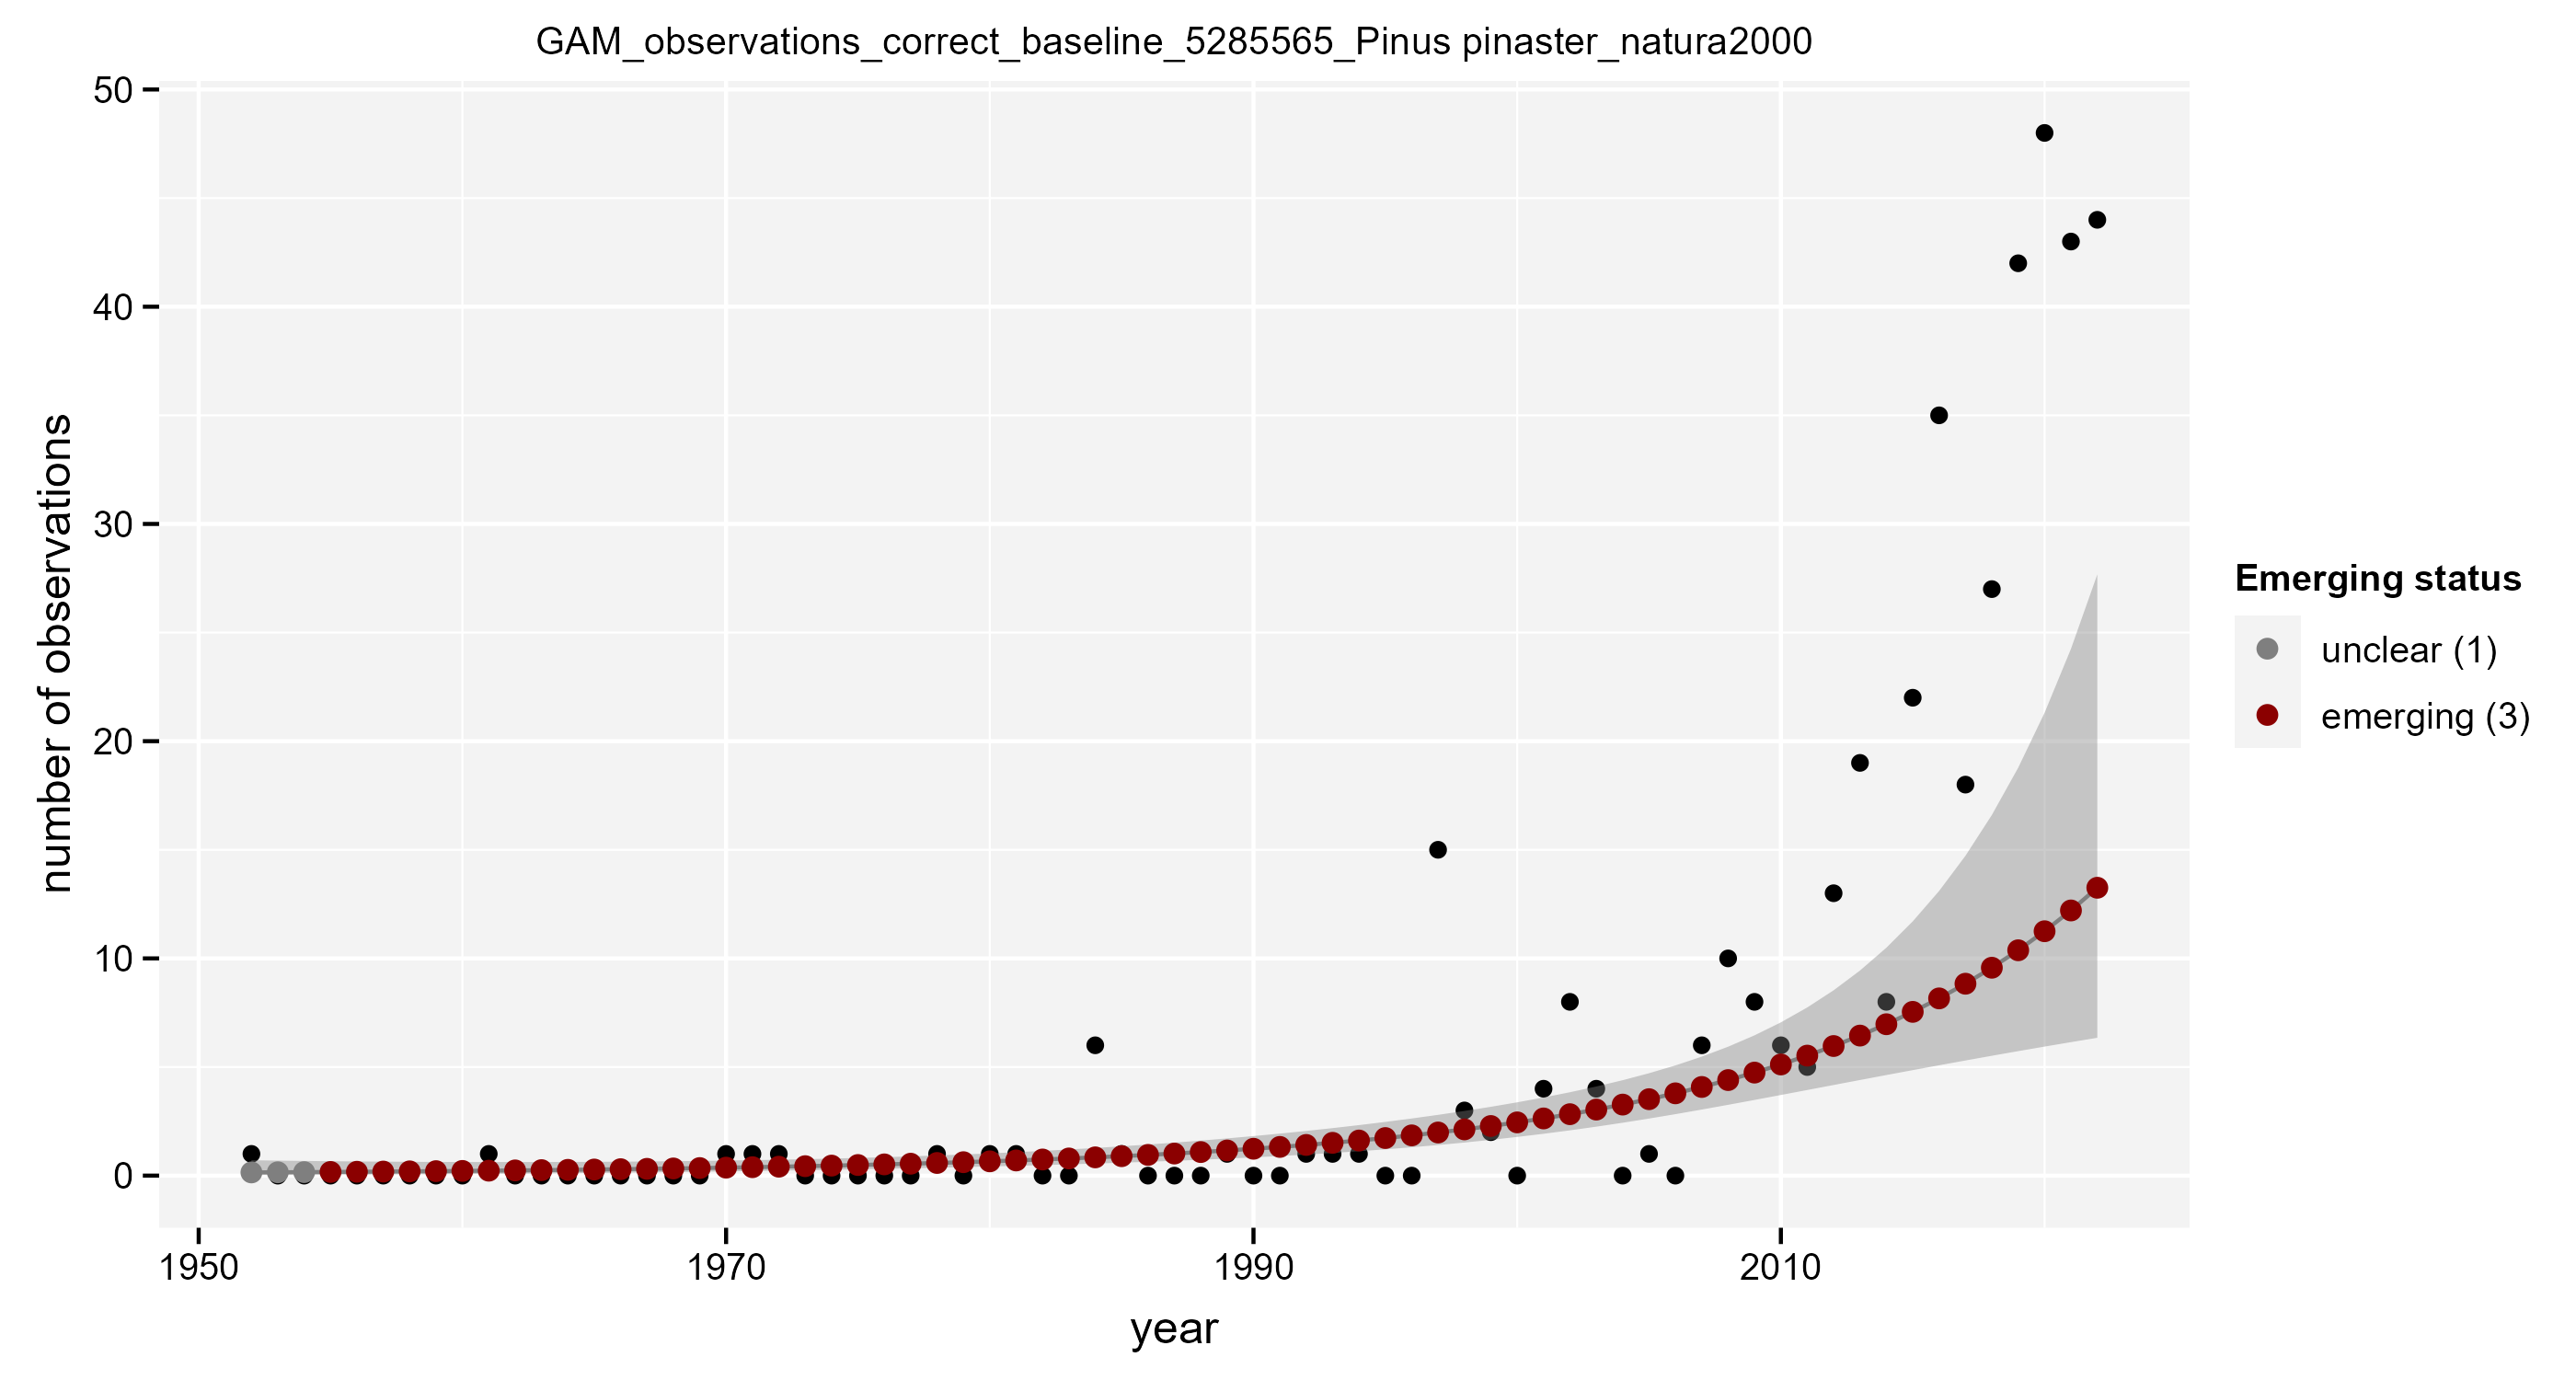 GAM_observations_correct_baseline_5285565_Pinus pinaster_natura2000
50
40
30
20
10
0
number of observations
1950
1970
1990
2010
year
Emerging status
unclear (1)
emerging (3)